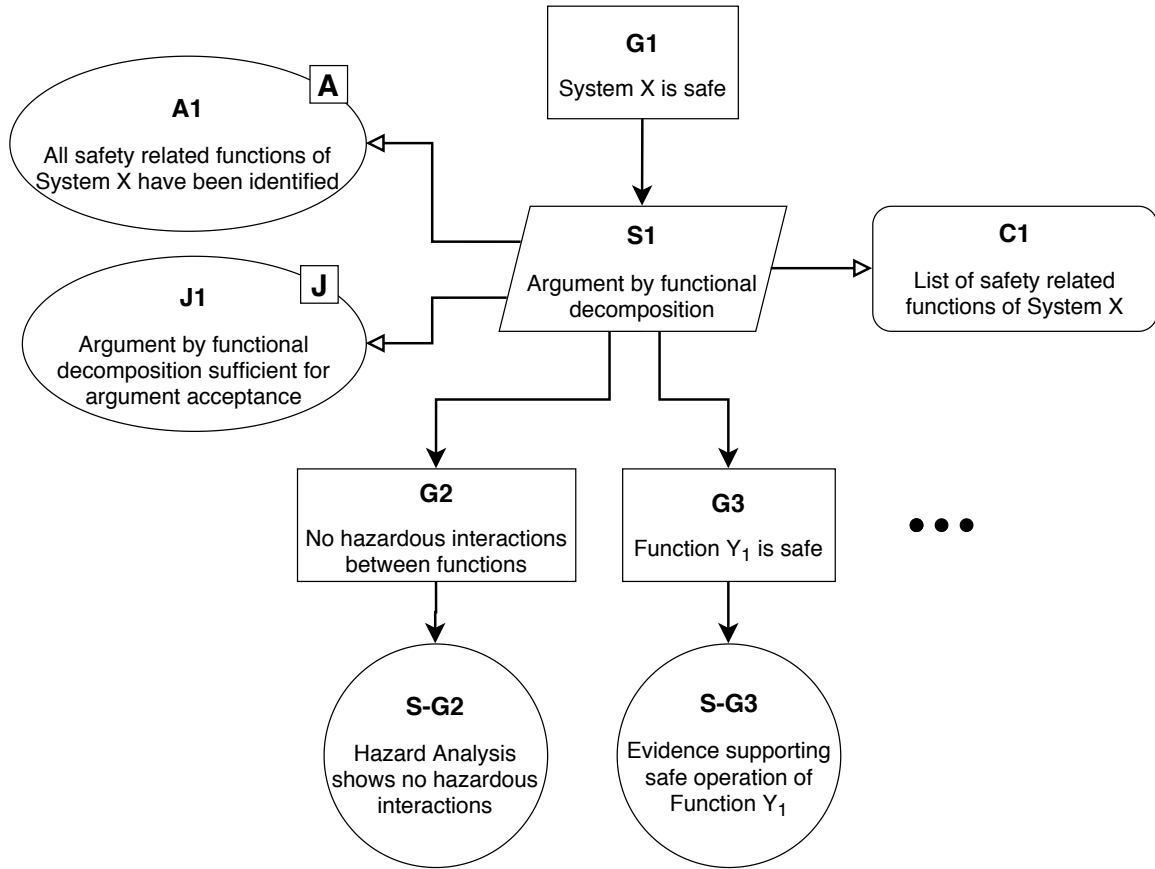 G1
System X is safe
A
A1
All safety related functions of
System X have been identified
S1
Argument by functional
decomposition
C1
List of safety related
functions of System X
J
J1
Argument by functional
decomposition sufficient for
argument acceptance
G2
No hazardous interactions
between functions
G3
Function Y₁ is safe
S-G2
Hazard Analysis
shows no hazardous
interactions
S-G3
Evidence supporting
safe operation of
Function Y₁